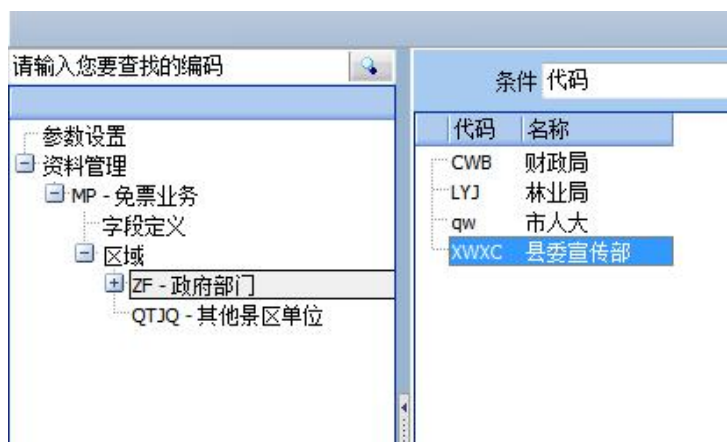 请输入您要查找的编码
参数设置
资料管理
MP - 免票业务
字段定义
区域
ZF - 政府部门
QTJQ - 其他景区单位
条件 代码
代码 名称
CWB 财政局
LYJ 林业局
qw 市人大
XWXC 县委宣传部